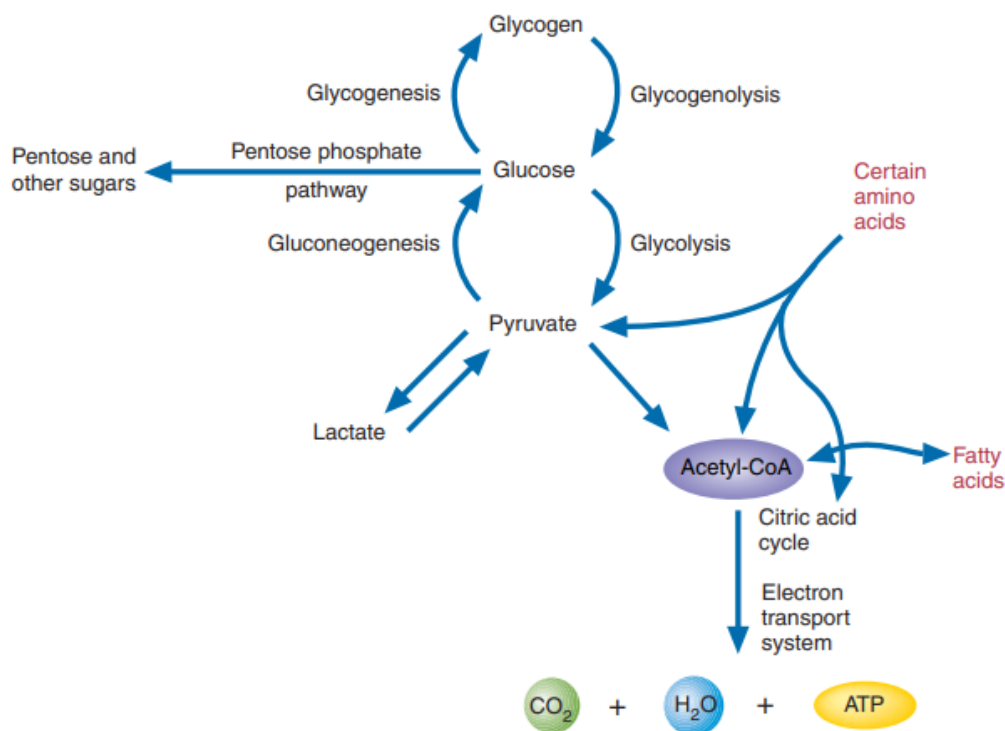 Glycogen
Glycogenesis
Glycogenolysis
Pentose and
other sugars
Pentose phosphate
pathway
Glucose
Certain
amino
acids
Gluconeogenesis
Glycolysis
Pyruvate
Lactate
Acetyl-CoA
Fatty
acids
Citric acid
cycle
Electron
transport
system
CO₂ + H₂O + ATP